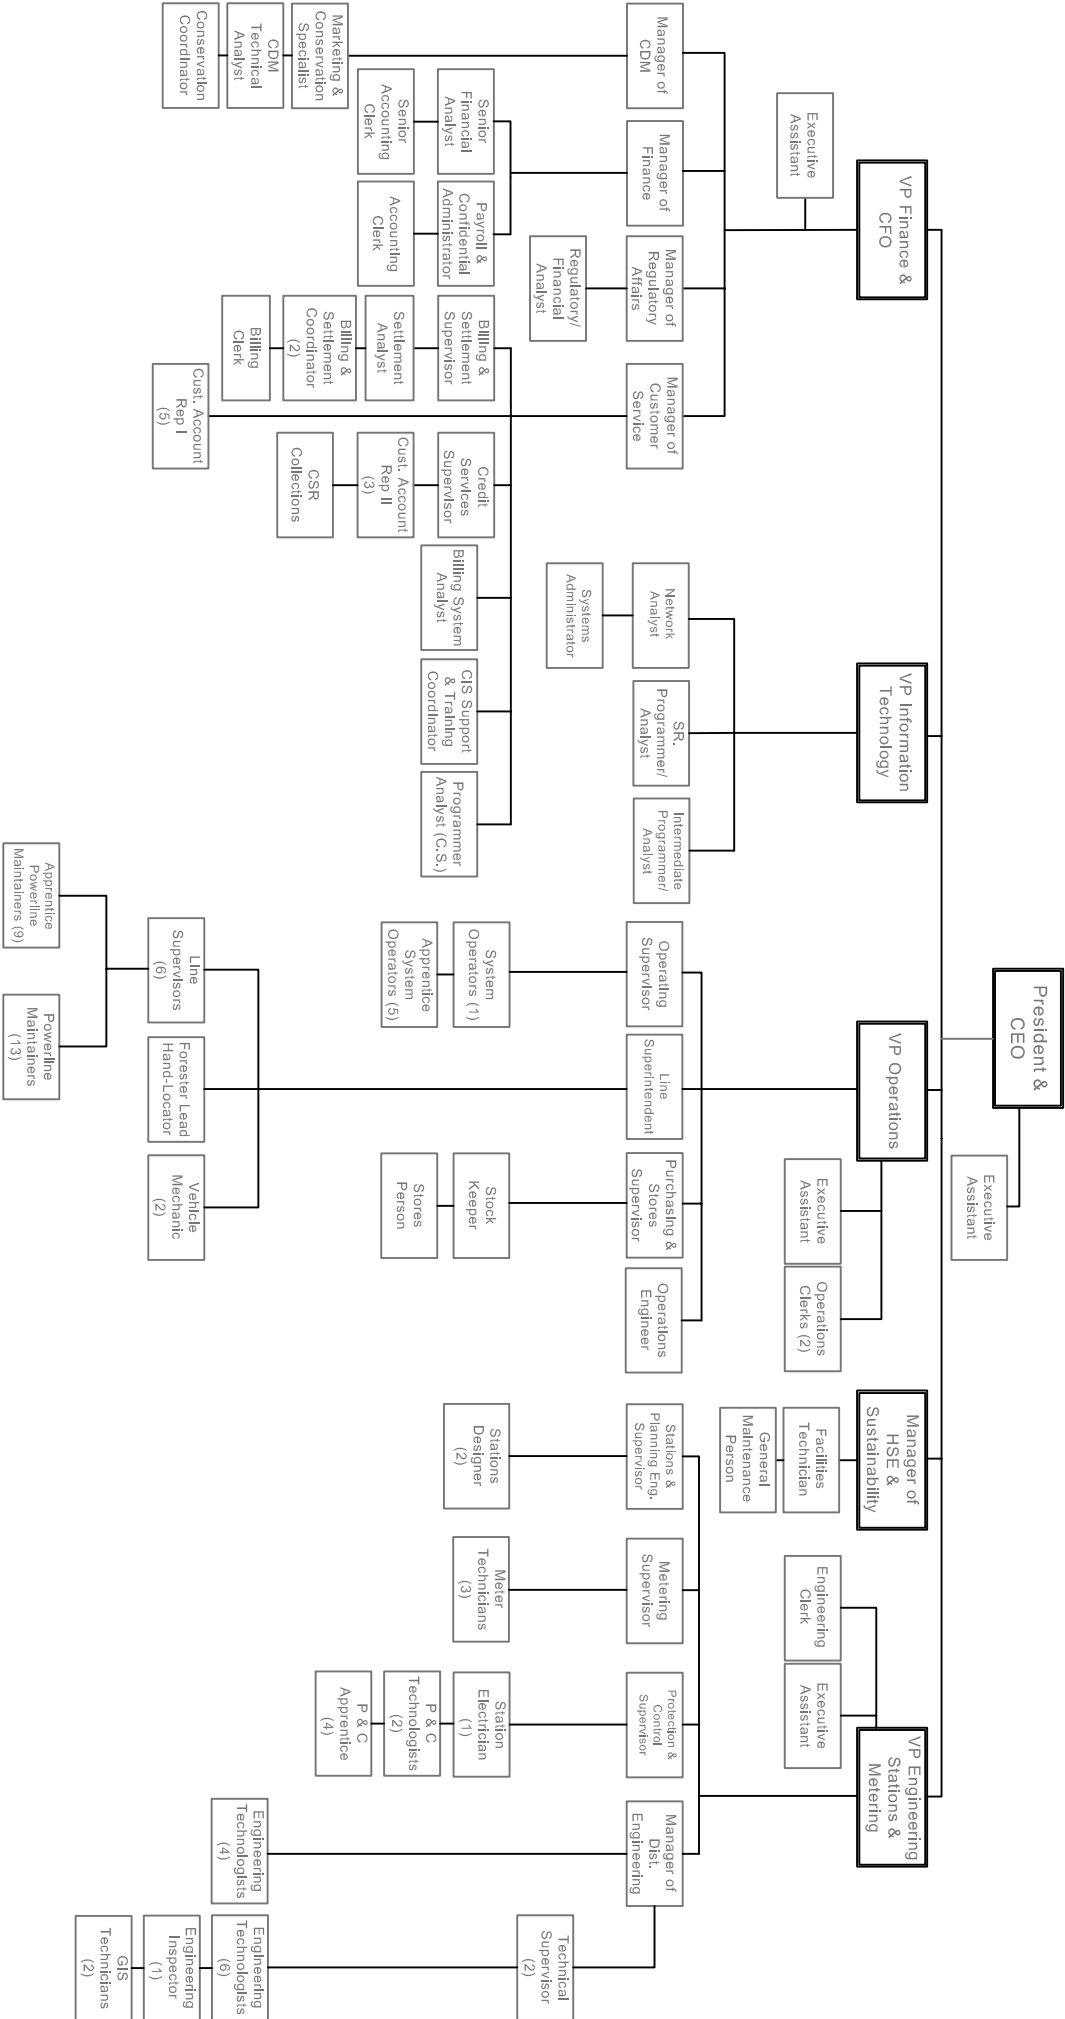 President &
CEO
Executive
Assistant
VP Finance &
CFO
Executive
Assistant
Manager of
CDM
Marketing &
Conservation
Specialist
CDM
Technical
Analyst
Conservation
Coordinator
Manager of
Finance
Senior
Financial
Analyst
Senior
Accounting
Clerk
Payroll &
Confidential
Administrator
Accounting
Clerk
Manager of
Regulatory
Affairs
Regulatory/
Financial
Analyst
Manager of
Customer
Service
Billing &
Settlement
Supervisor
Settlement
Analyst
Billing &
Settlement
Coordinator
(2)
Billing
Clerk
Cust. Account
Rep I
(5)
Credit
Services
Supervisor
Cust. Account
Rep II
(3)
CSR
Collections
Billing System
Analyst
CIS Support
& Training
Coordinator
Programmer
Analyst (C.S.)
VP Information
Technology
Network
Analyst
Systems
Administrator
SR.
Programmer/
Analyst
Intermediate
Programmer/
Analyst
VP Operations
Executive
Assistant
Operations
Clerks (2)
Operating
Supervisor
System
Operators (1)
Apprentice
System
Operators (5)
Line
Superintendent
Line
Supervisors
(6)
Apprentice
Powerline
Maintainers (9)
Powerline
Maintainers
(13)
Forester Lead
Hand-Locator
Vehicle
Mechanic
(2)
Purchasing &
Stores
Supervisor
Stock
Keeper
Stores
Person
Operations
Engineer
Manager of
HSE &
Sustainability
Facilities
Technician
General
Maintenance
Person
VP Engineering
Stations &
Metering
Engineering
Clerk
Executive
Assistant
Stations &
Planning Eng.
Supervisor
Stations
Designer
(2)
Metering
Supervisor
Meter
Technicians
(3)
Protection &
Control
Supervisor
Station
Electrician
(1)
P & C
Technologists
(2)
P & C
Apprentice
(4)
Manager of
Dist.
Engineering
Engineering
Technologists
(4)
Technical
Supervisor
(2)
Engineering
Technologists
(6)
Engineering
Inspector
(1)
GIS
Technicians
(2)